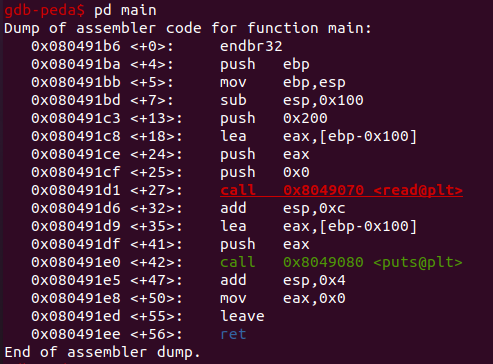 gdb-peda$ pd main
Dump of assembler code for function main:
   0x080491b6 <+0>:	endbr32
   0x080491ba <+4>:	push   ebp
   0x080491bb <+5>:	mov    ebp,esp
   0x080491bd <+7>:	sub    esp,0x100
   0x080491c3 <+13>:	push   0x200
   0x080491c8 <+18>:	lea    eax,[ebp-0x100]
   0x080491ce <+24>:	push   eax
   0x080491cf <+25>:	push   0x0
   0x080491d1 <+27>:	call   0x8049070 <read@plt>
   0x080491d6 <+32>:	add    esp,0xc
   0x080491d9 <+35>:	lea    eax,[ebp-0x100]
   0x080491df <+41>:	push   eax
   0x080491e0 <+42>:	call   0x8049080 <puts@plt>
   0x080491e5 <+47>:	add    esp,0x4
   0x080491e8 <+50>:	mov    eax,0x0
   0x080491ed <+55>:	leave
   0x080491ee <+56>:	ret
End of assembler dump.